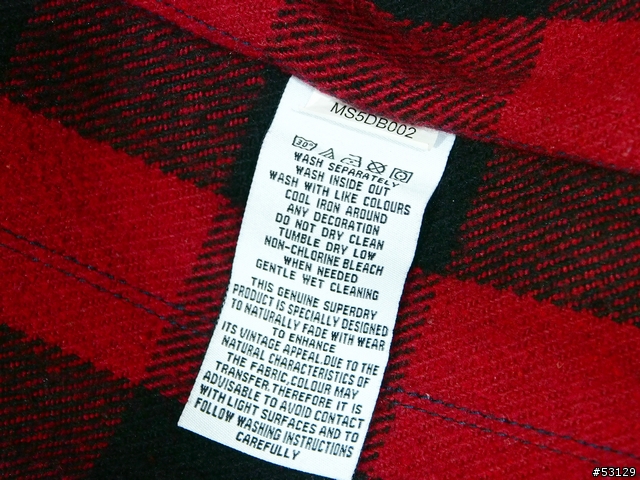 MS5DB002
30°
WASH SEPARATELY
WASH INSIDE OUT
WASH WITH LIKE COLOURS
COOL IRON AROUND
ANY DECORATION
DO NOT DRY CLEAN
TUMBLE DRY LOW
NON-CHLORINE BLEACH
WHEN NEEDED
GENTLE WET CLEANING
THIS GENUINE SUPERDRY
PRODUCT IS SPECIALLY DESIGNED
TO NATURALLY FADE WITH WEAR
TO ENHANCE
ITS VINTAGE APPEAL.DUE TO THE
NATURAL CHARACTERISTICS OF
THE FABRIC,COLOUR MAY
TRANSFER.THEREFORE IT IS
ADVISABLE TO AVOID CONTACT
WITH LIGHT SURFACES AND TO
FOLLOW WASHING INSTRUCTIONS
CAREFULLY
#53129